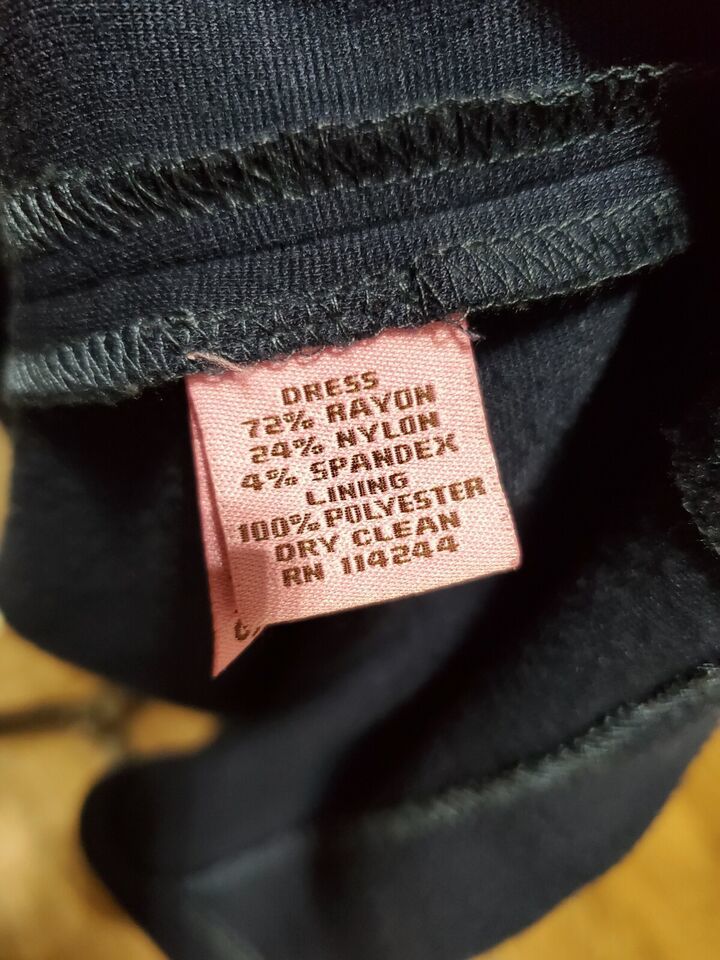 DRESS
72% RAYON
24% NYLON
4% SPANDEX
LINING
100% POLYESTER
DRY CLEAN
RN 114244